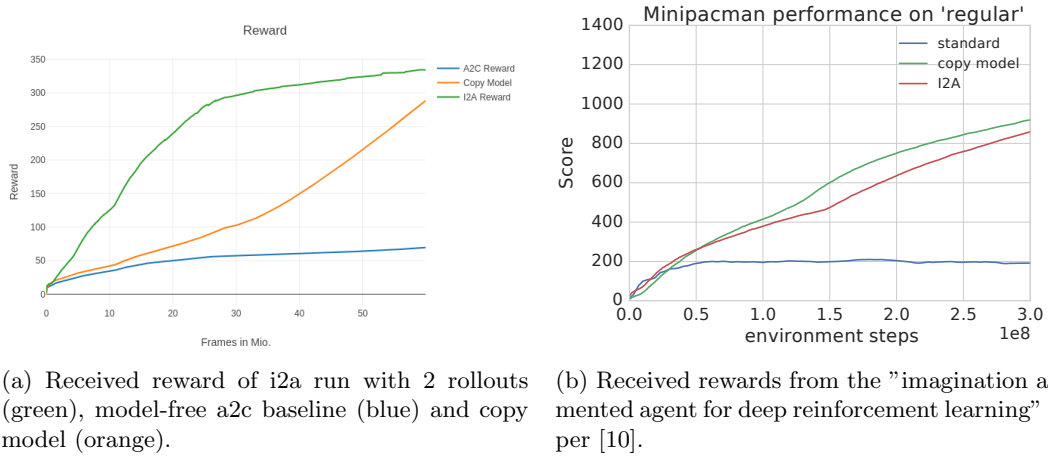 Reward
350
300
250
200
150
100
50
0
Reward
0 10 20 30 40 50
Frames in Mio.
A2C Reward
Copy Model
I2A Reward
(a) Received reward of i2a run with 2 rollouts
(green), model-free a2c baseline (blue) and copy
model (orange).
Minipacman performance on 'regular'
1400
1200
1000
800
600
400
200
0
Score
standard
copy model
I2A
0.0 0.5 1.0 1.5 2.0 2.5 3.0
1e8
environment steps
(b) Received rewards from the ”imagination a
mented agent for deep reinforcement learning”
per [10].